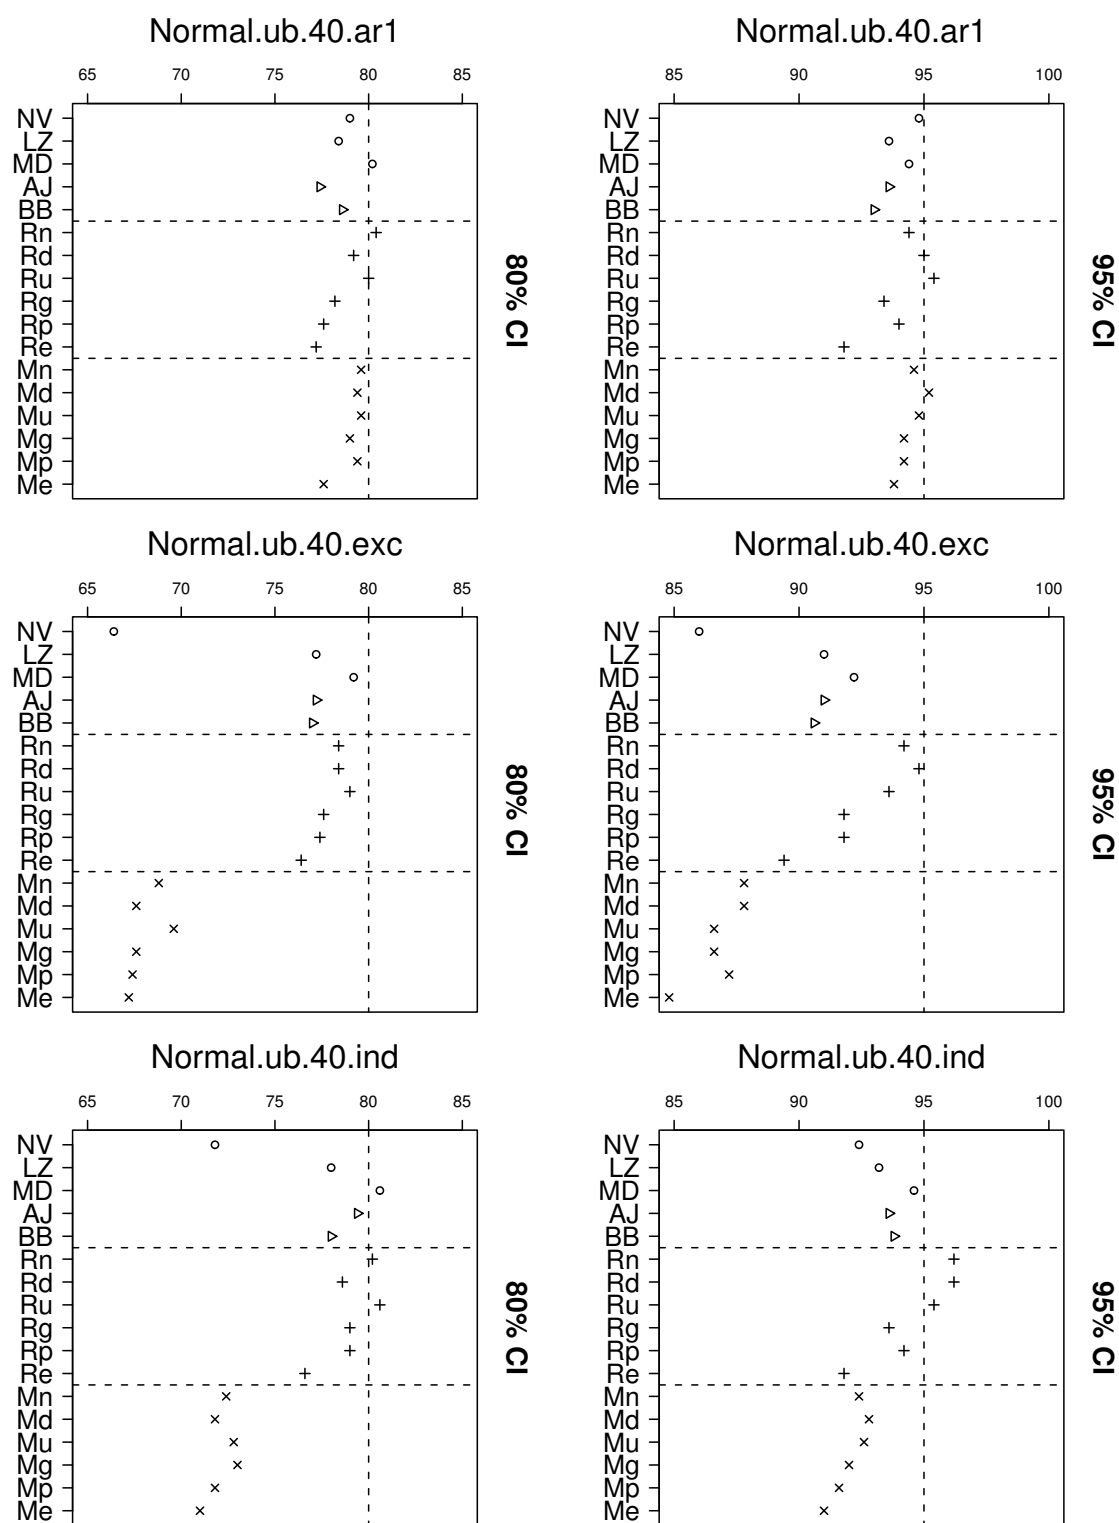 Normal.ub.40.ar1
65 70 75 80 85
NV
LZ
MD
AJ
BB
Rn
Rd
Ru
Rg
Rp
Re
Mn
Md
Mu
Mg
Mp
Me
80% CI
Normal.ub.40.ar1
85 90 95 100
NV
LZ
MD
AJ
BB
Rn
Rd
Ru
Rg
Rp
Re
Mn
Md
Mu
Mg
Mp
Me
95% CI
Normal.ub.40.exc
65 70 75 80 85
NV
LZ
MD
AJ
BB
Rn
Rd
Ru
Rg
Rp
Re
Mn
Md
Mu
Mg
Mp
Me
80% CI
Normal.ub.40.exc
85 90 95 100
NV
LZ
MD
AJ
BB
Rn
Rd
Ru
Rg
Rp
Re
Mn
Md
Mu
Mg
Mp
Me
95% CI
Normal.ub.40.ind
65 70 75 80 85
NV
LZ
MD
AJ
BB
Rn
Rd
Ru
Rg
Rp
Re
Mn
Md
Mu
Mg
Mp
Me
80% CI
Normal.ub.40.ind
85 90 95 100
NV
LZ
MD
AJ
BB
Rn
Rd
Ru
Rg
Rp
Re
Mn
Md
Mu
Mg
Mp
Me
95% CI